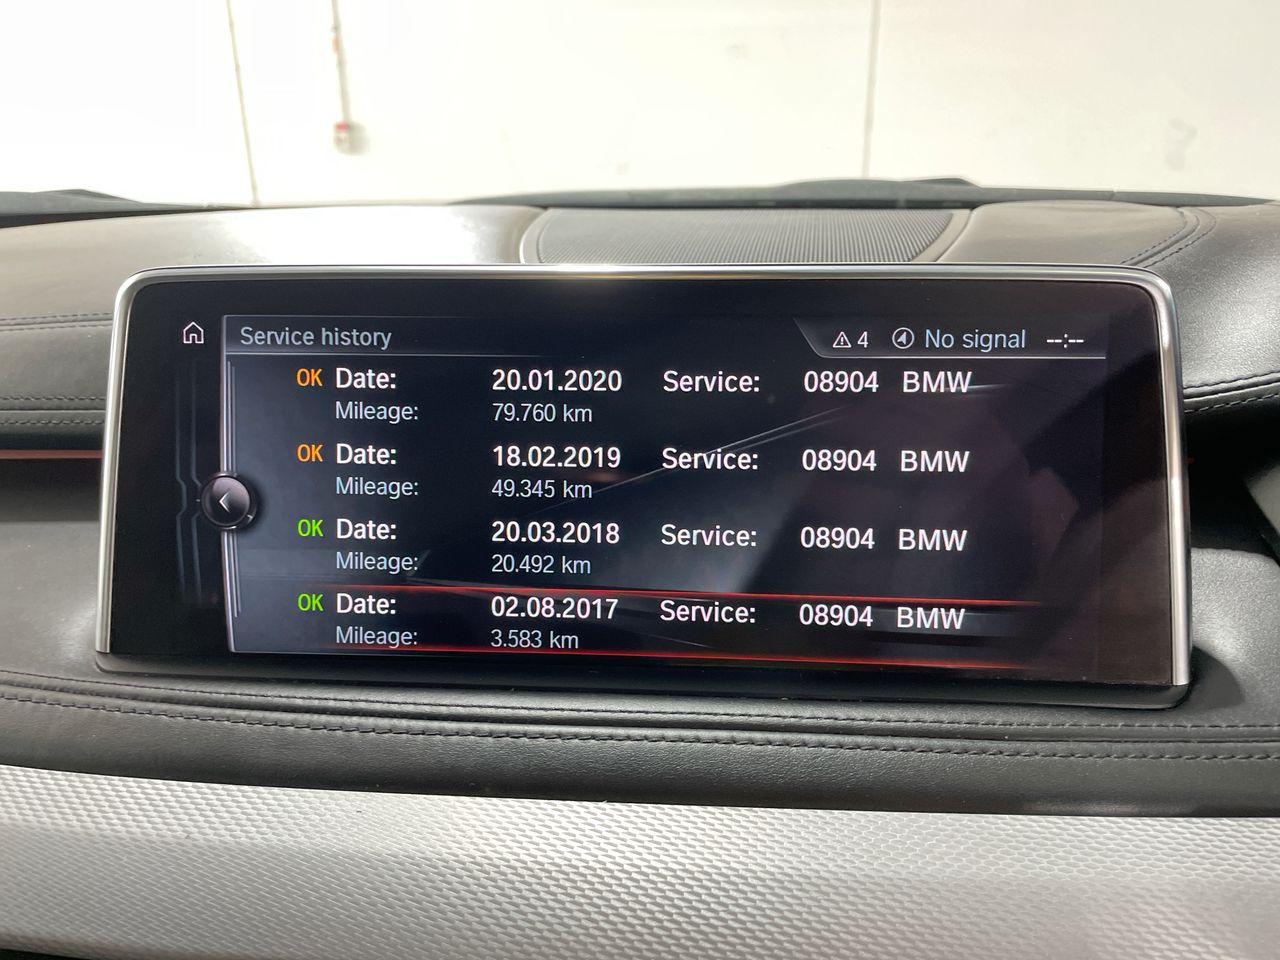 Service history 4 No signal --:--
OK Date: 20.01.2020 Service: 08904 BMW
Mileage: 79.760 km
OK Date: 18.02.2019 Service: 08904 BMW
Mileage: 49.345 km
OK Date: 20.03.2018 Service: 08904 BMW
Mileage: 20.492 km
OK Date: 02.08.2017 Service: 08904 BMW
Mileage: 3.583 km